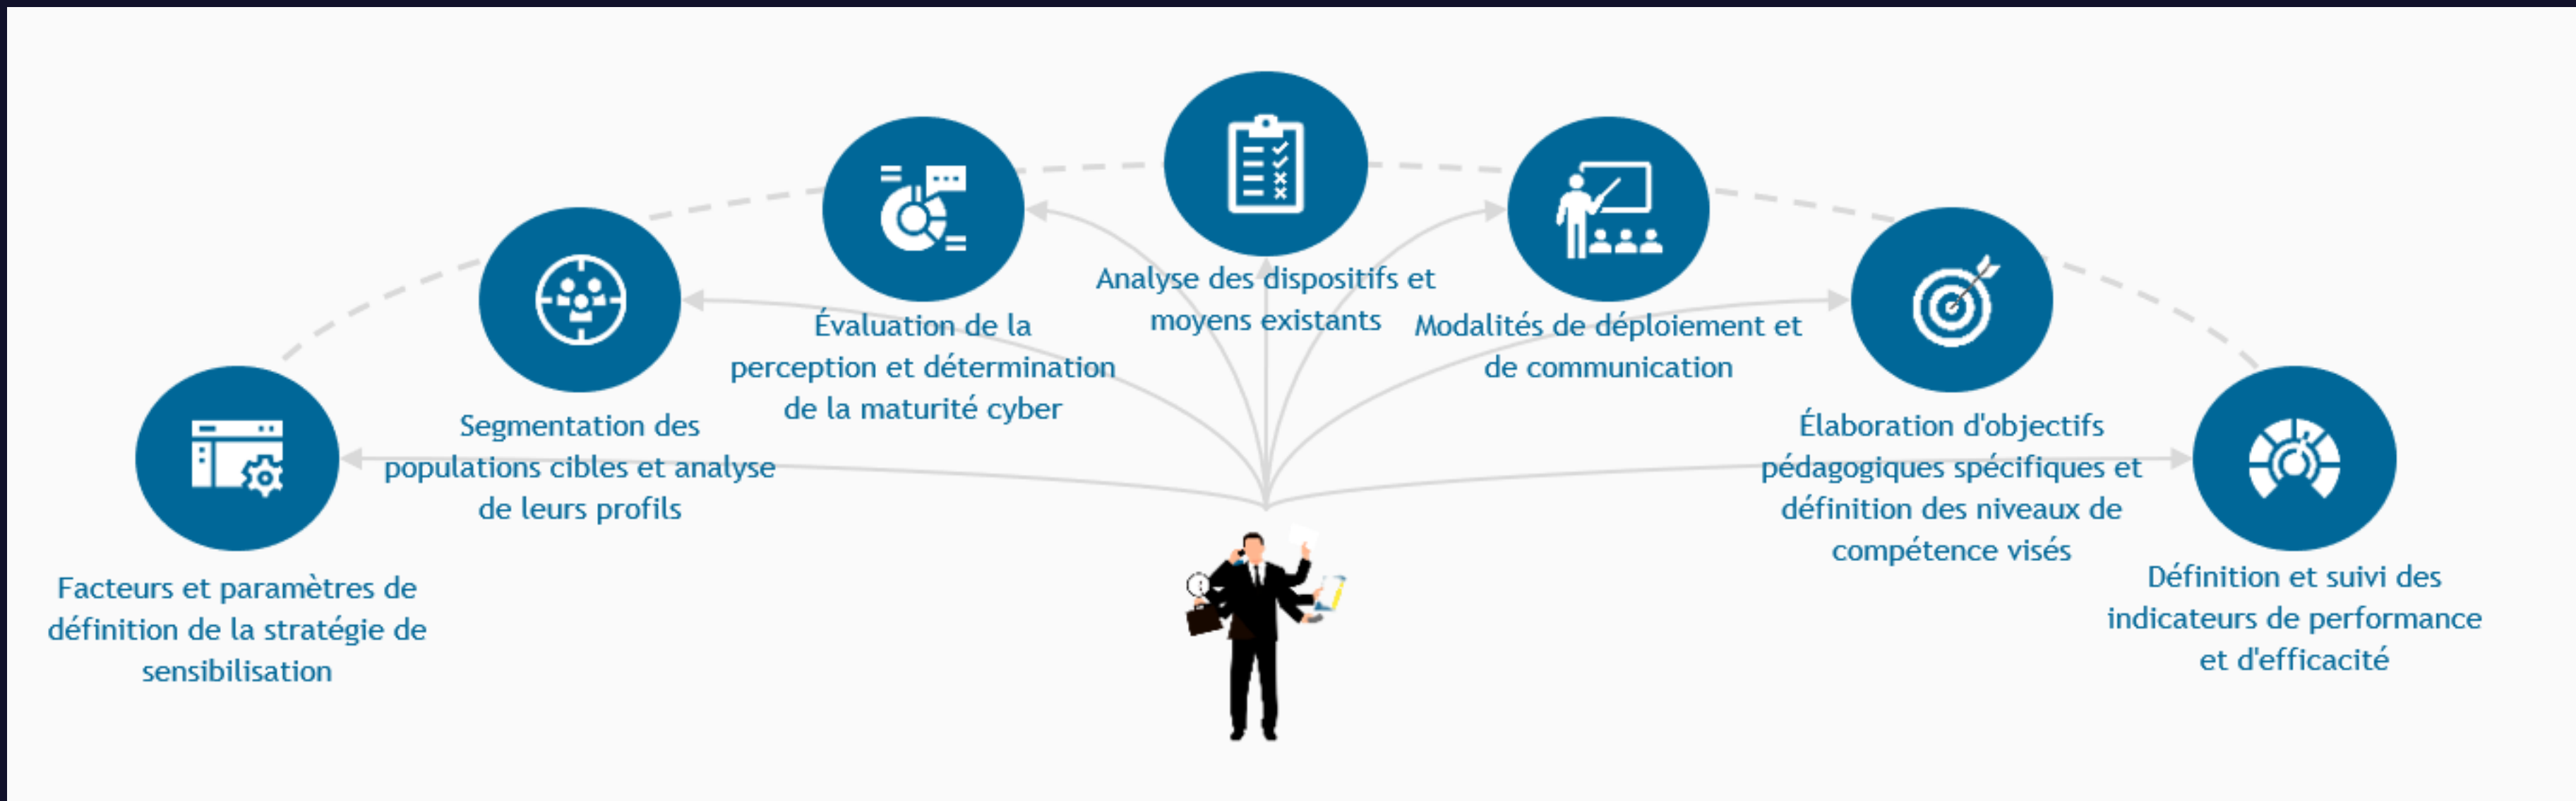 Facteurs et paramètres de
définition de la stratégie de
sensibilisation
Segmentation des
populations cibles et analyse
de leurs profils
Évaluation de la
perception et détermination
de la maturité cyber
Analyse des dispositifs et
moyens existants
Modalités de déploiement et
de communication
Élaboration d'objectifs
pédagogiques spécifiques et
définition des niveaux de
compétence visés
Définition et suivi des
indicateurs de performance
et d'efficacité